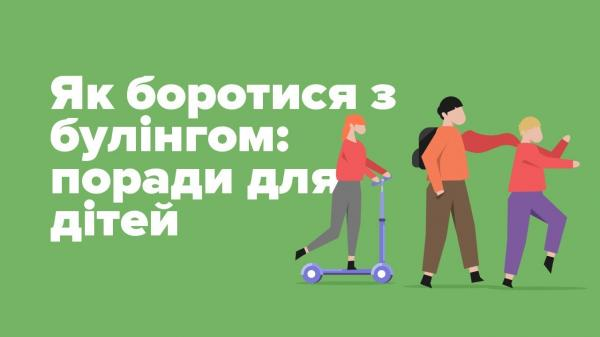 Як боротися з
булінгом:
поради для
дітей